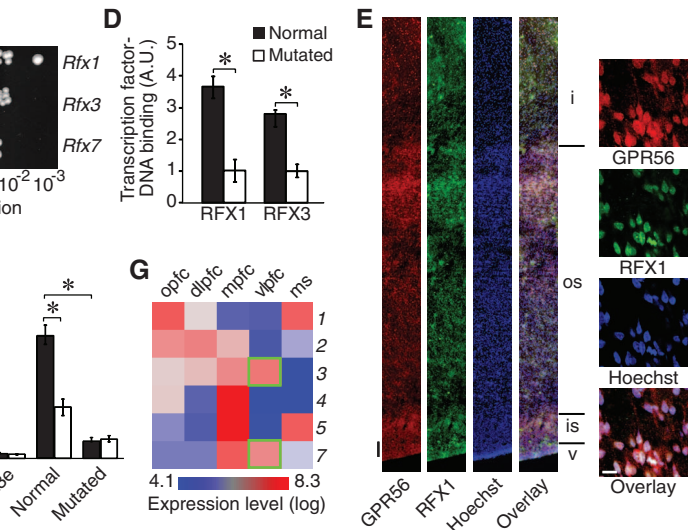 Rfx1
Rfx3
Rfx7
10-2 10-3
D
Transcription factor-
DNA binding (A.U.)
5
4
3
2
1
0
*
*
Normal
Mutated
RFX1
RFX3
*
*
Normal
Mutated
G
opfc
dlpfc
mpfc
vlpfc
ms
1
2
3
4
5
7
4.1
8.3
Expression level (log)
E
i
os
is
v
GPR56
RFX1
Hoechst
Overlay
GPR56
RFX1
Hoechst
Overlay